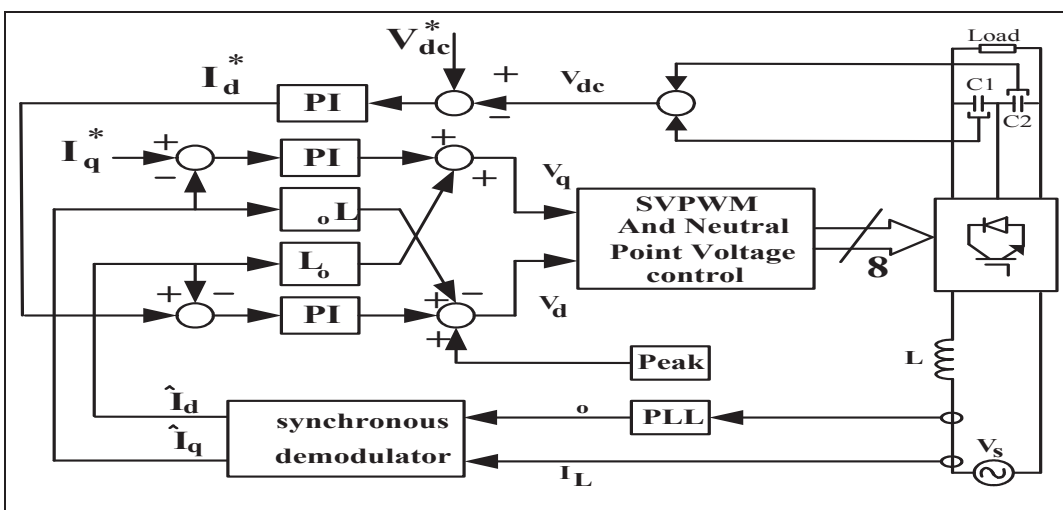 Load
V*dc
I*d
+
Vdc
C1
PI
−
C2
I*q
+
PI
+
−
+
Vq
SVPWM
And Neutral
Point Voltage
control
8
o L
Lo
+
−
+
−
PI
+
Vd
L
Peak
Îd
synchronous
demodulator
o
PLL
Îq
IL
Vs